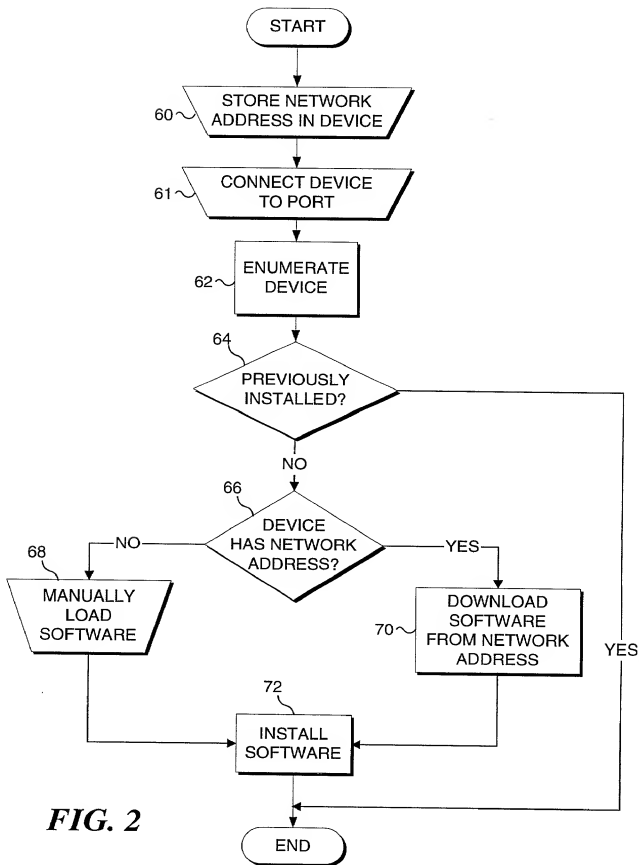 START
60
STORE NETWORK
ADDRESS IN DEVICE
61
CONNECT DEVICE
TO PORT
62
ENUMERATE
DEVICE
64
PREVIOUSLY
INSTALLED?
NO
66
DEVICE
HAS NETWORK
ADDRESS?
NO
YES
68
MANUALLY
LOAD
SOFTWARE
70
DOWNLOAD
SOFTWARE
FROM NETWORK
ADDRESS
YES
72
INSTALL
SOFTWARE
FIG. 2
END